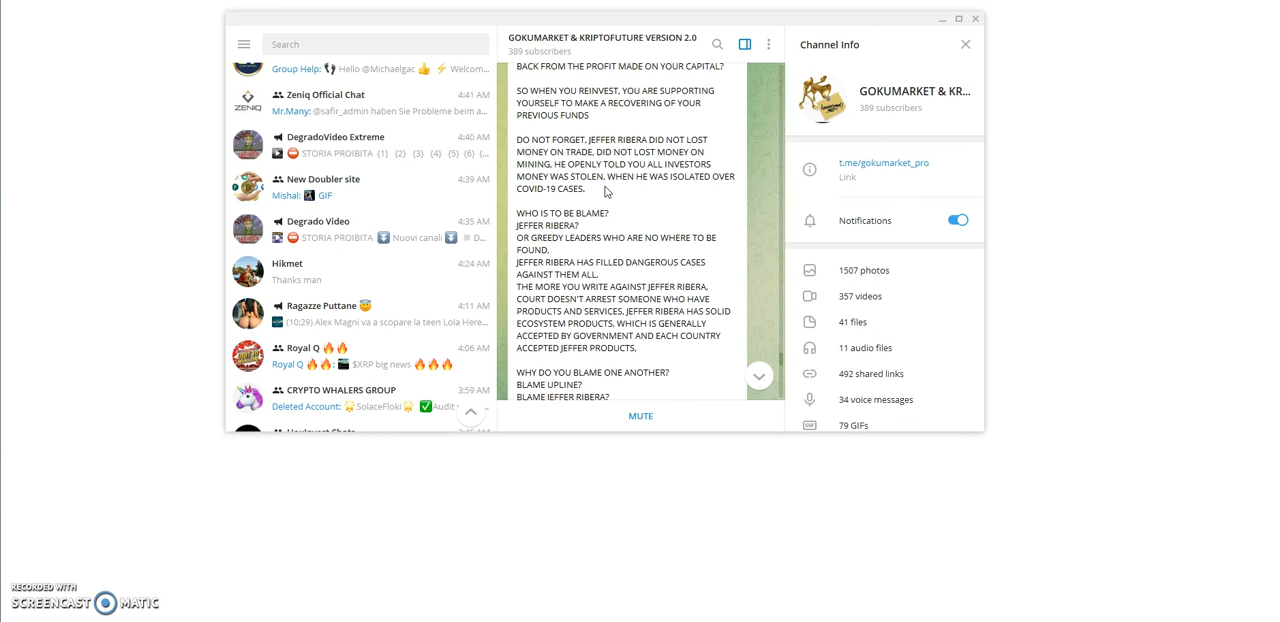 Search
Group Help: 👣 Hello @Michaelgac 👍 ⚡ Welcom...
Zeniq Official Chat 4:41 AM
Mr.Many: @safir_admin haben Sie Probleme beim a...
DegradoVideo Extreme 4:40 AM
STORIA PROIBITA {1} {2} {3} {4} {5} {6} {...
New Doubler site 4:39 AM
Mishal: GIF
Degrado Video 4:35 AM
STORIA PROIBITA ⏬ Nuovi canali ⏬ D...
Hikmet 4:24 AM
Thanks man
Ragazze Puttane 😇 4:11 AM
(10:29) Alex Magni va a scopare la teen Lola Here...
Royal Q 🔥🔥 4:06 AM
Royal Q 🔥🔥: $XRP big news 🔥🔥🔥
CRYPTO WHALERS GROUP 3:59 AM
Deleted Account: 🌟SolaceFloki🌟 ✅Audit
GOKUMARKET & KRIPTOFUTURE VERSION 2.0
389 subscribers
BACK FROM THE PROFIT MADE ON YOUR CAPITAL?
SO WHEN YOU REINVEST, YOU ARE SUPPORTING
YOURSELF TO MAKE A RECOVERING OF YOUR
PREVIOUS FUNDS
DO NOT FORGET, JEFFER RIBERA DID NOT LOST
MONEY ON TRADE, DID NOT LOST MONEY ON
MINING, HE OPENLY TOLD YOU ALL INVESTORS
MONEY WAS STOLEN, WHEN HE WAS ISOLATED OVER
COVID-19 CASES.
WHO IS TO BE BLAME?
JEFFER RIBERA?
OR GREEDY LEADERS WHO ARE NO WHERE TO BE
FOUND,
JEFFER RIBERA HAS FILLED DANGEROUS CASES
AGAINST THEM ALL,
THE MORE YOU WRITE AGAINST JEFFER RIBERA,
COURT DOESN'T ARREST SOMEONE WHO HAVE
PRODUCTS AND SERVICES, JEFFER RIBERA HAS SOLID
ECOSYSTEM PRODUCTS, WHICH IS GENERALLY
ACCEPTED BY GOVERNMENT AND EACH COUNTRY
ACCEPTED JEFFER PRODUCTS,
WHY DO YOU BLAME ONE ANOTHER?
BLAME UPLINE?
BLAME JEFFER RIBERA?
MUTE
Channel Info
GOKUMARKET & KR...
389 subscribers
t.me/gokumarket_pro
Link
Notifications
1507 photos
357 videos
41 files
11 audio files
492 shared links
34 voice messages
GIF 79 GIFs
RECORDED WITH
SCREENCAST MATIC